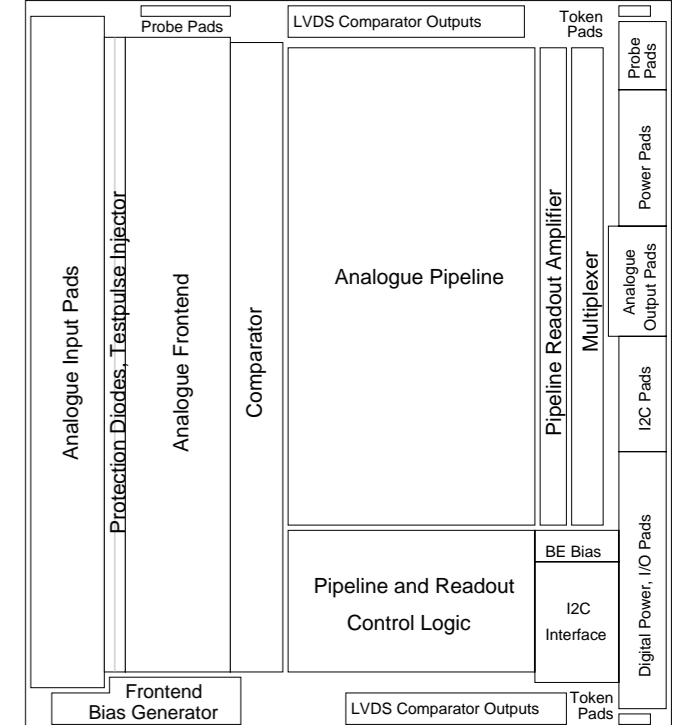 Probe Pads
LVDS Comparator Outputs
Token
Pads
Probe
Pads
Power Pads
Analogue Input Pads
Protection Diodes, Testpulse Injector
Analogue Frontend
Comparator
Analogue Pipeline
Pipeline Readout Amplifier
Multiplexer
Analogue
Output Pads
I2C Pads
Digital Power, I/O Pads
Pipeline and Readout
Control Logic
BE Bias
I2C
Interface
Frontend
Bias Generator
LVDS Comparator Outputs
Token
Pads